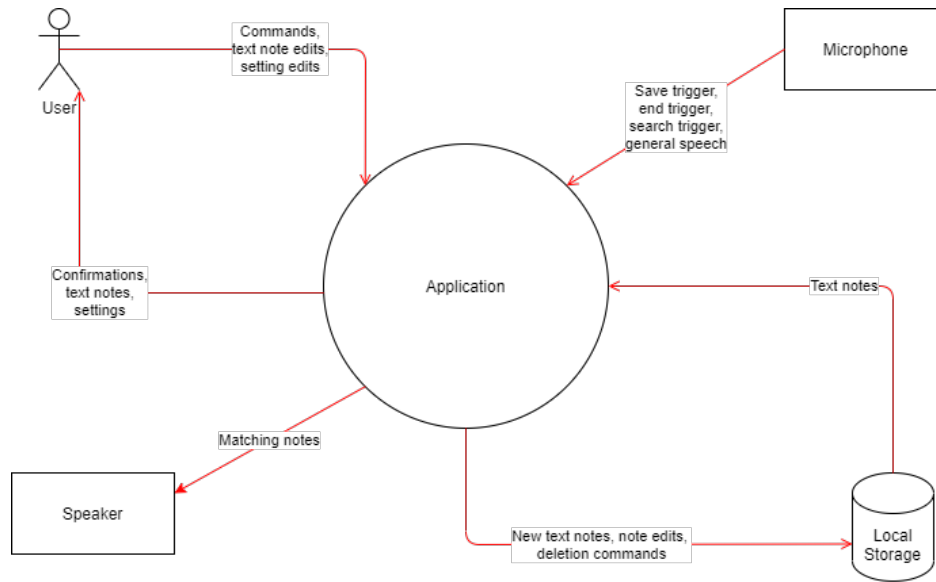 Commands,
text note edits,
setting edits
User
Microphone
Save trigger,
end trigger,
search trigger,
general speech
Confirmations,
text notes,
settings
Application
Text notes
Matching notes
Speaker
New text notes, note edits,
deletion commands
Local
Storage